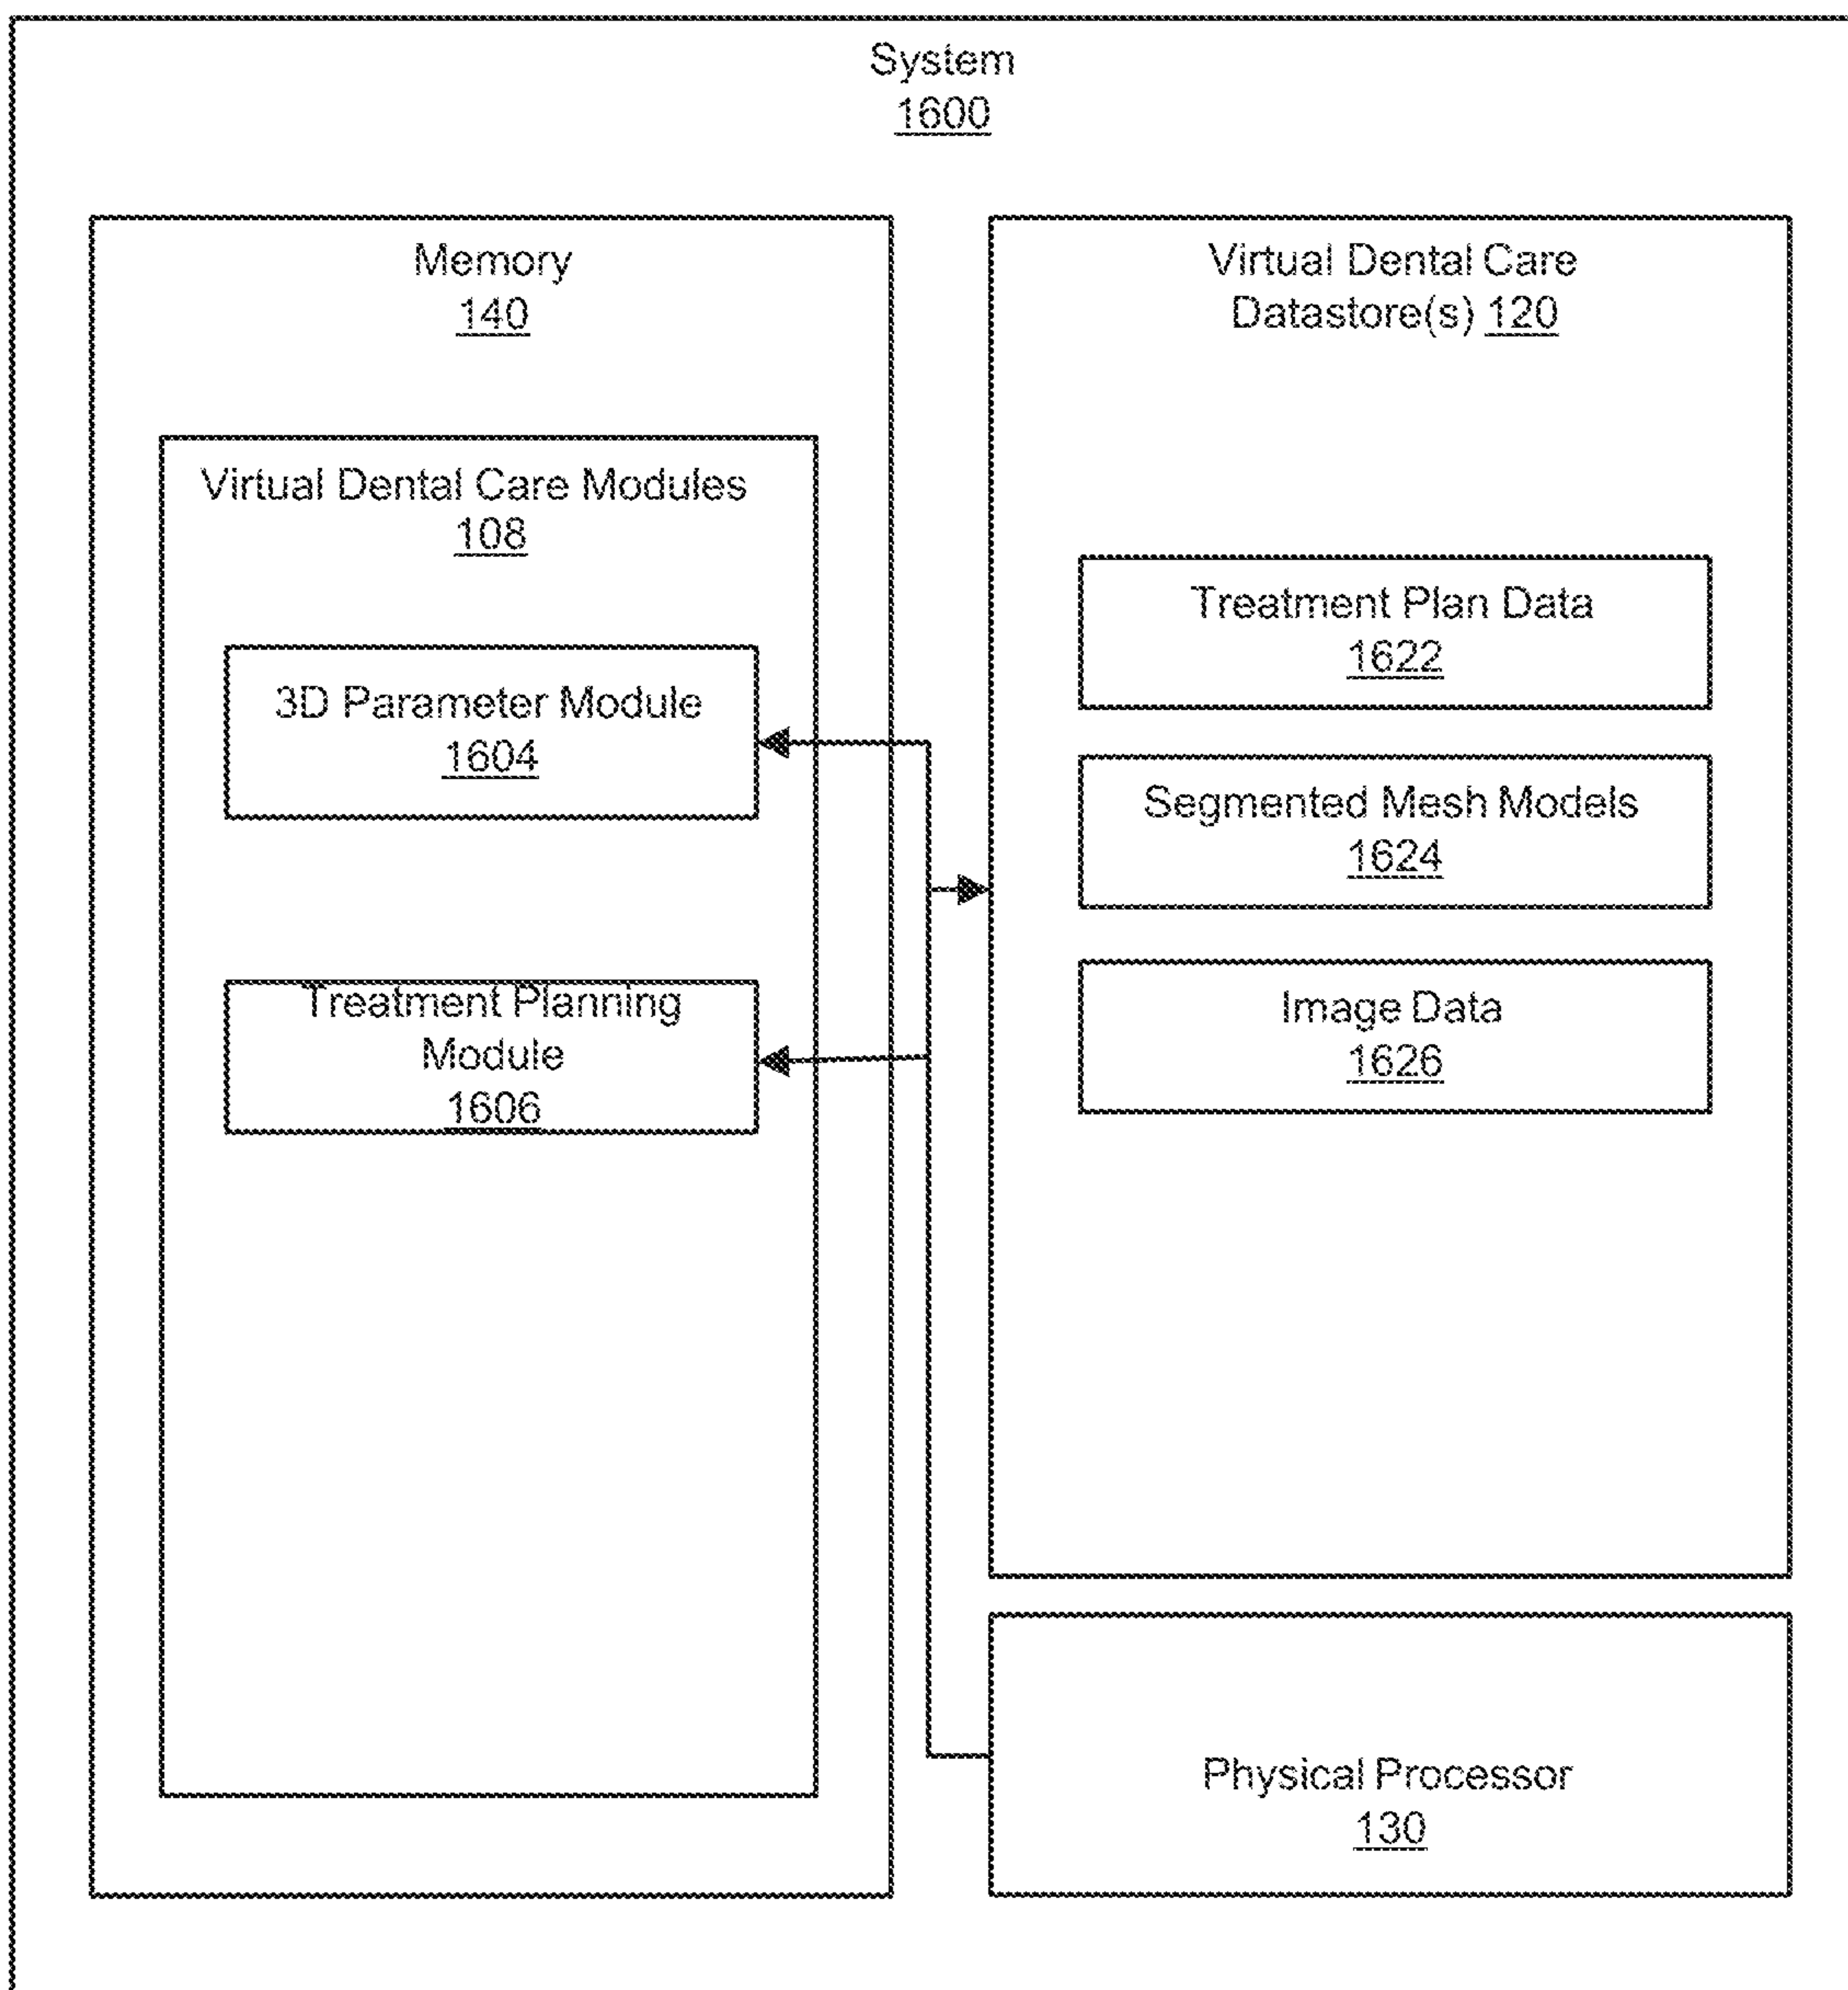 System
1600
Memory
140
Virtual Dental Care Modules
108
3D Parameter Module
1604
Treatment Planning
Module
1606
Virtual Dental Care
Datastore(s) 120
Treatment Plan Data
1622
Segmented Mesh Models
1624
Image Data
1626
Physical Processor
130